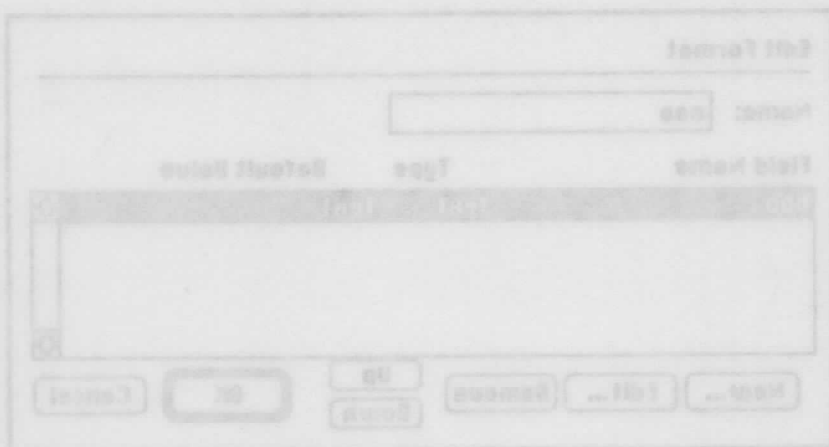 Edit Format
Name:
Field Name Type Default Value
New... Edit... Remove Up OK Cancel
Down